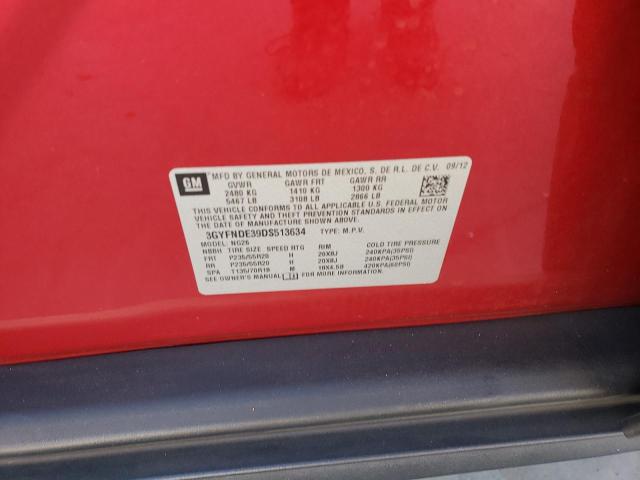 GM
MFD BY GENERAL MOTORS DE MEXICO, S. DE R.L. DE C.V. 09/12
GVWR GAWR FRT GAWR RR
2480 KG 1410 KG 1300 KG
5467 LB 3108 LB 2866 LB
THIS VEHICLE CONFORMS TO ALL APPLICABLE U.S. FEDERAL MOTOR
VEHICLE SAFETY, BUMPER, AND THEFT PREVENTION STANDARDS
IN EFFECT ON THE DATE OF MANUFACTURE SHOWN ABOVE.
3GYFNDE39DS513634 TYPE: M.P.V.
MODEL: NG26
NBBH TIRE SIZE SPEED RTG RIM COLD TIRE PRESSURE
FRT P235/55R20 H 20X8J 240KPA(35PSI)
RR P235/55R20 H 20X8J 240KPA(35PSI)
SPA T135/70R18 M 18X4.5B 420KPA(60PSI)
SEE OWNER'S MANUAL FOR MORE INFORMATION.